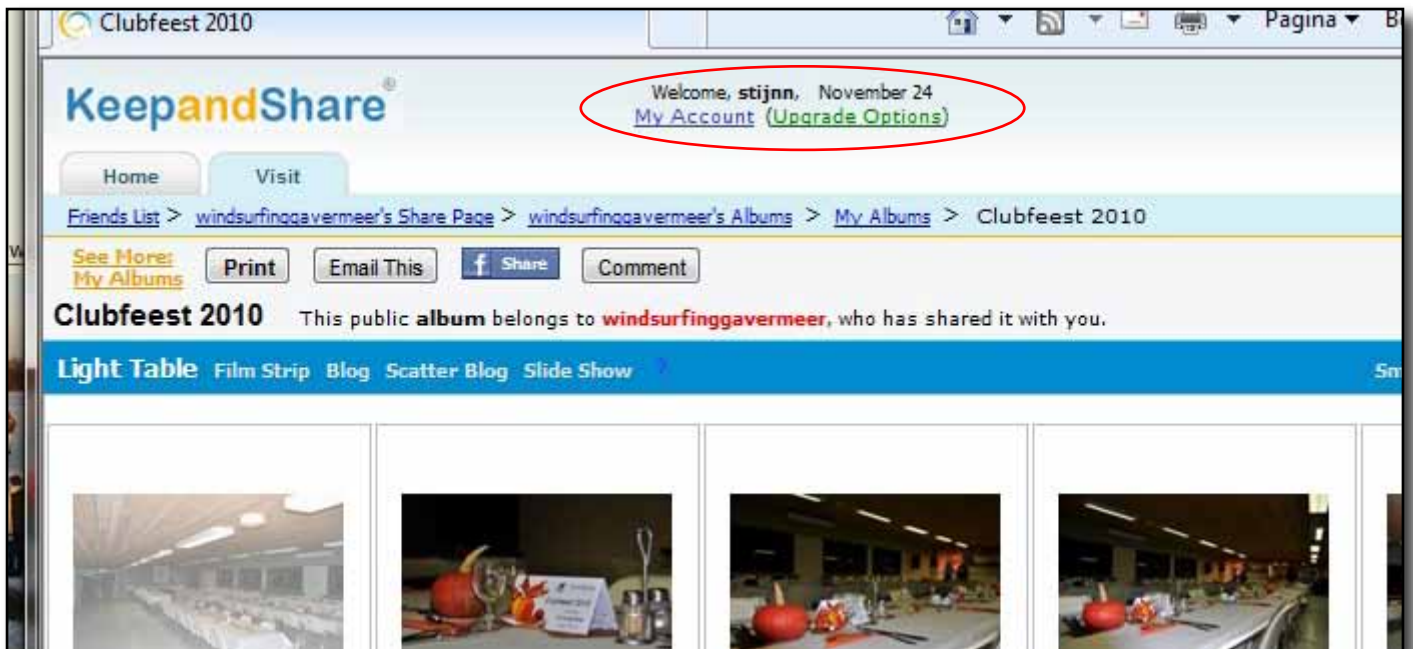 Clubfeest 2010
Pagina
KeepandShare®
Welcome, stijnn, November 24
My Account (Upgrade Options)
Home Visit
Friends List > windsurfinggavermeer's Share Page > windsurfinggavermeer's Albums > My Albums > Clubfeest 2010
See More:
My Albums
Print Email This f Share Comment
Clubfeest 2010 This public album belongs to windsurfinggavermeer, who has shared it with you.
Light Table Film Strip Blog Scatter Blog Slide Show ?